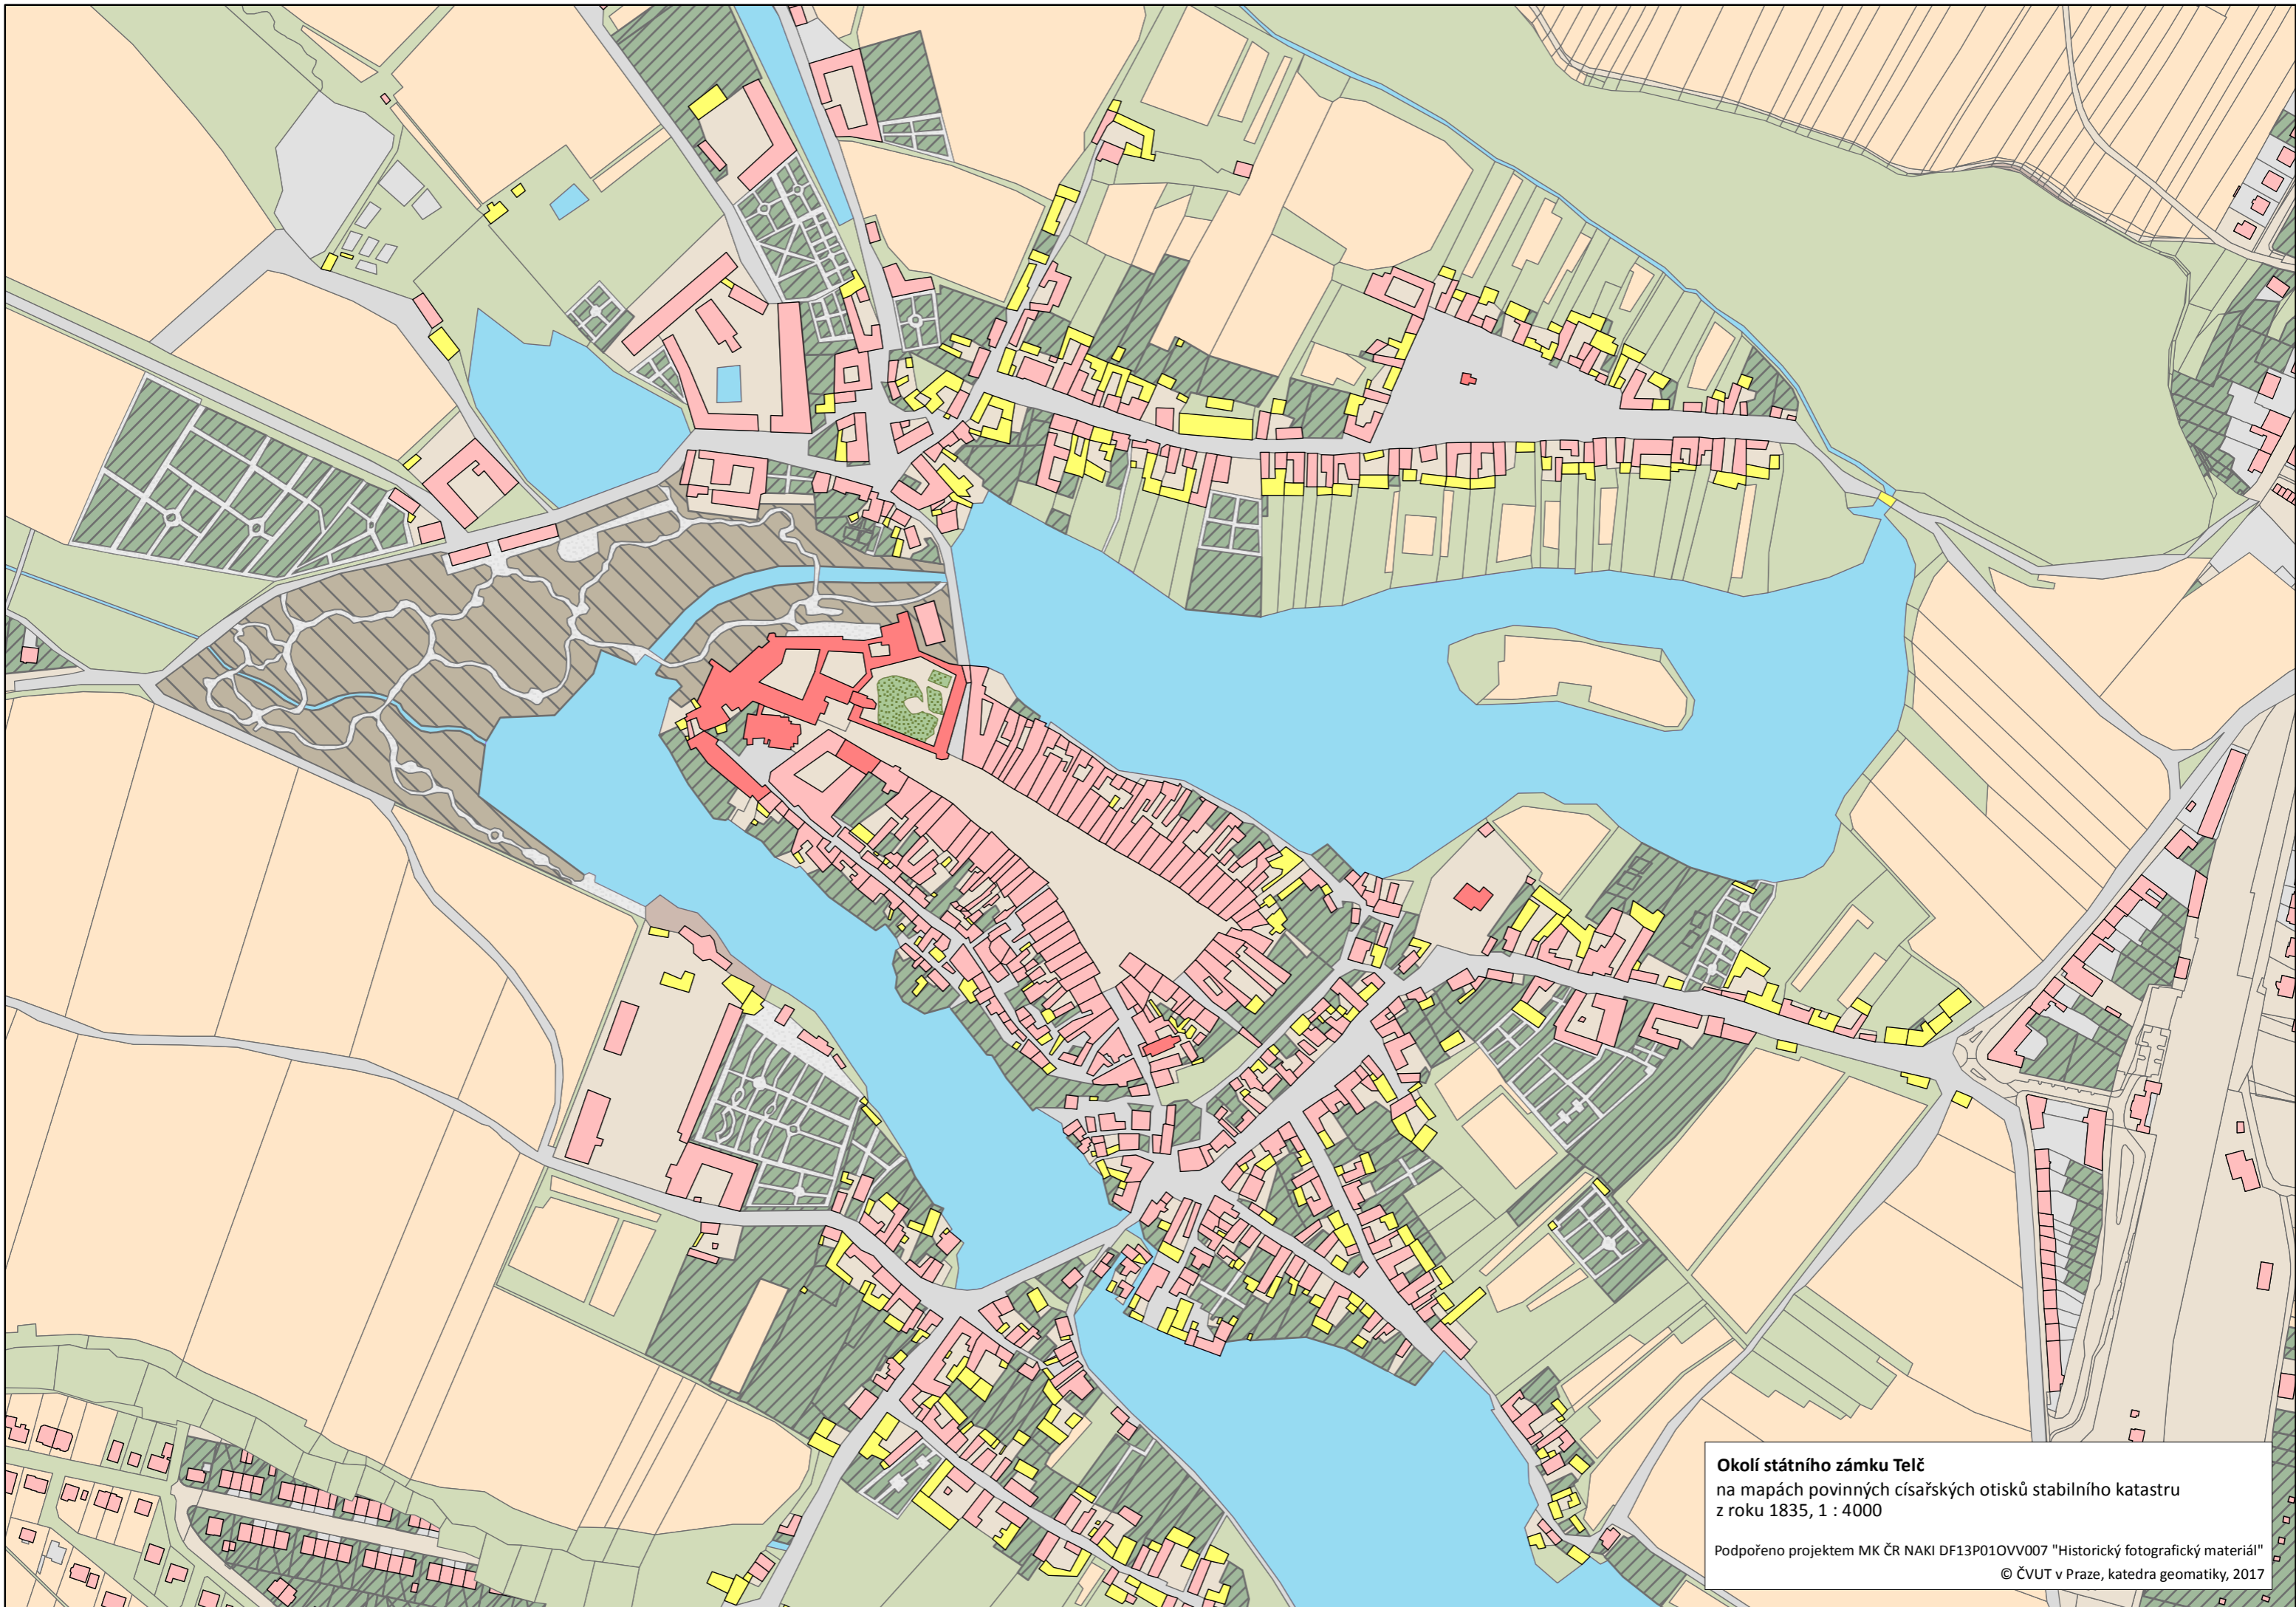 Okolí státního zámku Telč
na mapách povinných císařských otisků stabilního katastru
z roku 1835, 1 : 4000
Podpořeno projektem MK ČR NAKI DF13P01OVV007 "Historický fotografický materiál"
© ČVUT v Praze, katedra geomatiky, 2017